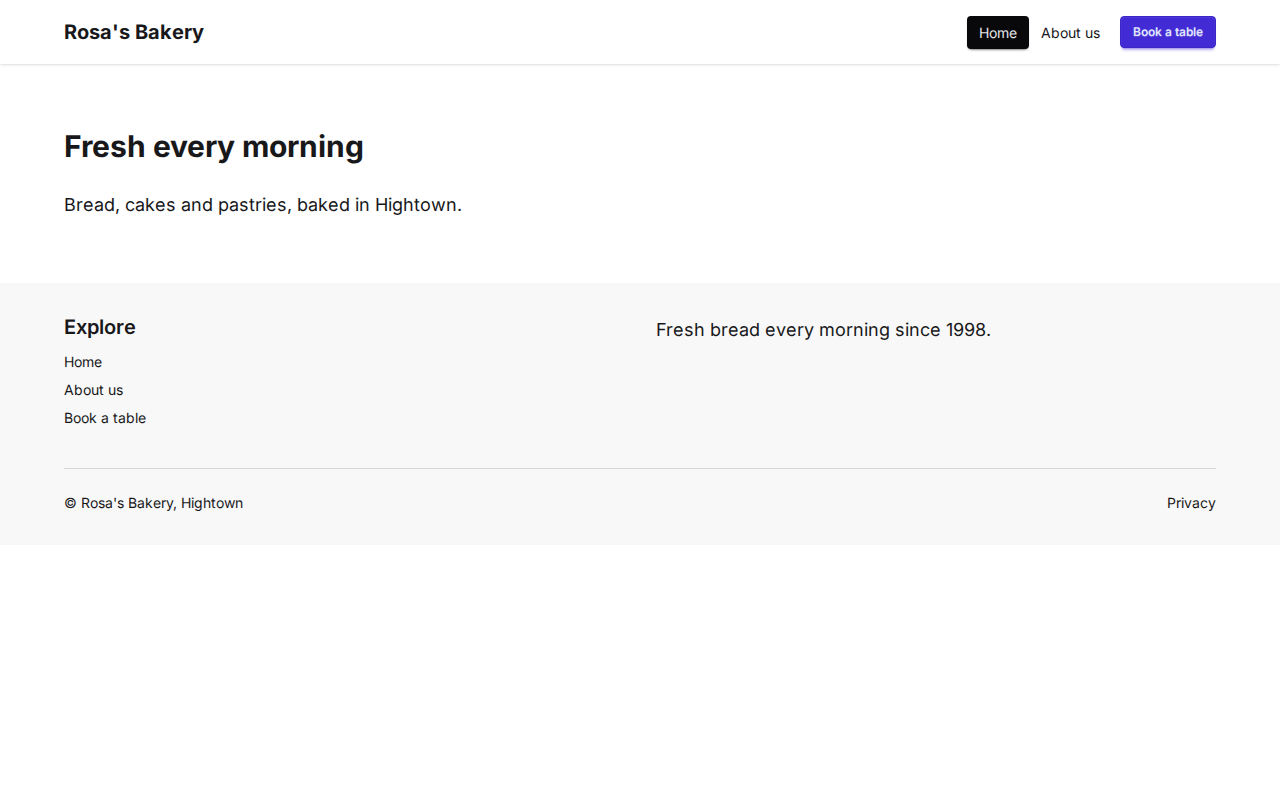 Rosa's Bakery
Home
About us
Book a table
Fresh every morning
Bread, cakes and pastries, baked in Hightown.
Explore
Home
About us
Book a table
Fresh bread every morning since 1998.
© Rosa's Bakery, Hightown
Privacy